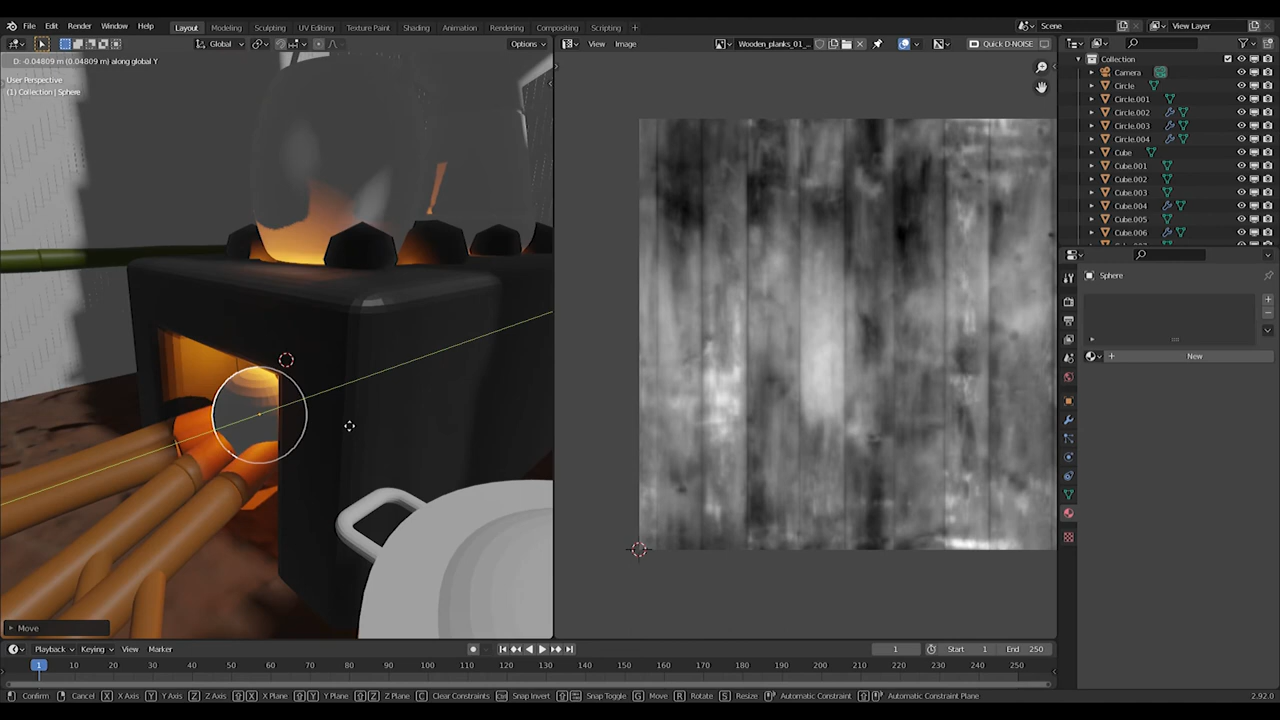 File Edit Render Window Help Layout Modeling Sculpting UV Editing Texture Paint Shading Animation Rendering Compositing Scripting + Scene View Layer
Global Options View Image Wooden_planks_01_... Quick D-NOISE
D: -0.04809 m (0.04809 m) along global Y
User Perspective
(1) Collection | Sphere
Collection
Camera
Circle
Circle.001
Circle.002
Circle.003
Circle.004
Cube
Cube.001
Cube.002
Cube.003
Cube.004
Cube.005
Cube.006
Sphere
New
Move
Playback Keying View Marker 1 Start 1 End 250
1 10 20 30 40 50 60 70 80 90 100 110 120 130 140 150 160 170 180 190 200 210 220 230 240 250
Confirm Cancel X X Axis Y Y Axis Z Z Axis X X Plane Y Y Plane Z Z Plane C Clear Constraints Snap Invert Snap Toggle G Move R Rotate S Resize Automatic Constraint Automatic Constraint Plane 2.92.0